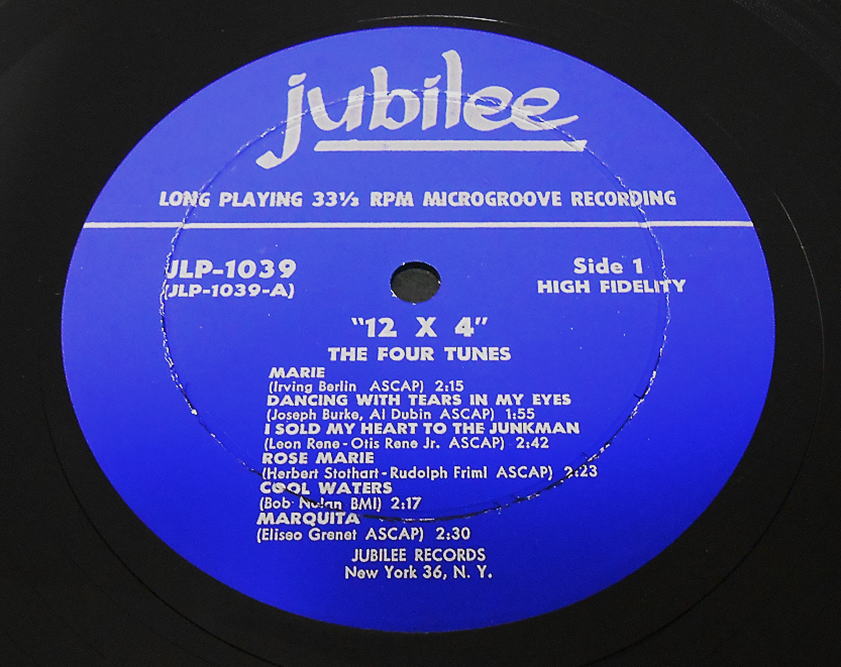 jubilee
LONG PLAYING 33⅓ RPM MICROGROOVE RECORDING
JLP-1039
(JLP-1039-A)
Side 1
HIGH FIDELITY
"12 X 4"
THE FOUR TUNES
MARIE
(Irving Berlin ASCAP) 2:15
DANCING WITH TEARS IN MY EYES
(Joseph Burke, Al Dubin ASCAP) 1:55
I SOLD MY HEART TO THE JUNKMAN
(Leon Rene-Otis Rene Jr. ASCAP) 2:42
ROSE MARIE
(Herbert Stothart-Rudolph Friml ASCAP) 2:23
COOL WATERS
(Bob Nolan BMI) 2:17
MARQUITA
(Eliseo Grenet ASCAP) 2:30
JUBILEE RECORDS
New York 36, N. Y.